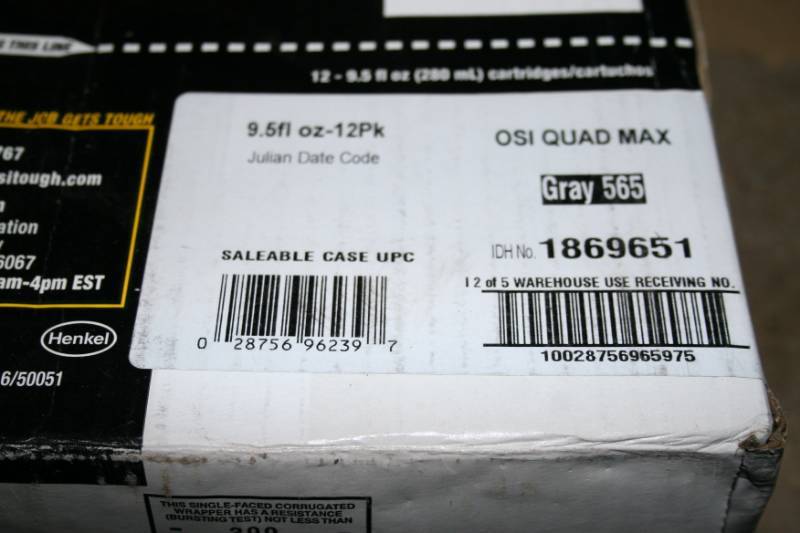 THIS LINE
12 - 9.5 fl oz (280 mL) cartridges/cartuchos
THE JOB GETS TOUGH
767
sitough.com
ation
6067
am-4pm EST
Henkel
6/50051
9.5fl oz-12Pk
Julian Date Code
OSI QUAD MAX
Gray 565
IDH No. 1869651
SALEABLE CASE UPC
0 28756 96239 7
I 2 of 5 WAREHOUSE USE RECEIVING NO.
10028756965975
THIS SINGLE-FACED CORRUGATED
WRAPPER HAS A RESISTANCE
(BURSTING TEST) NOT LESS THAN